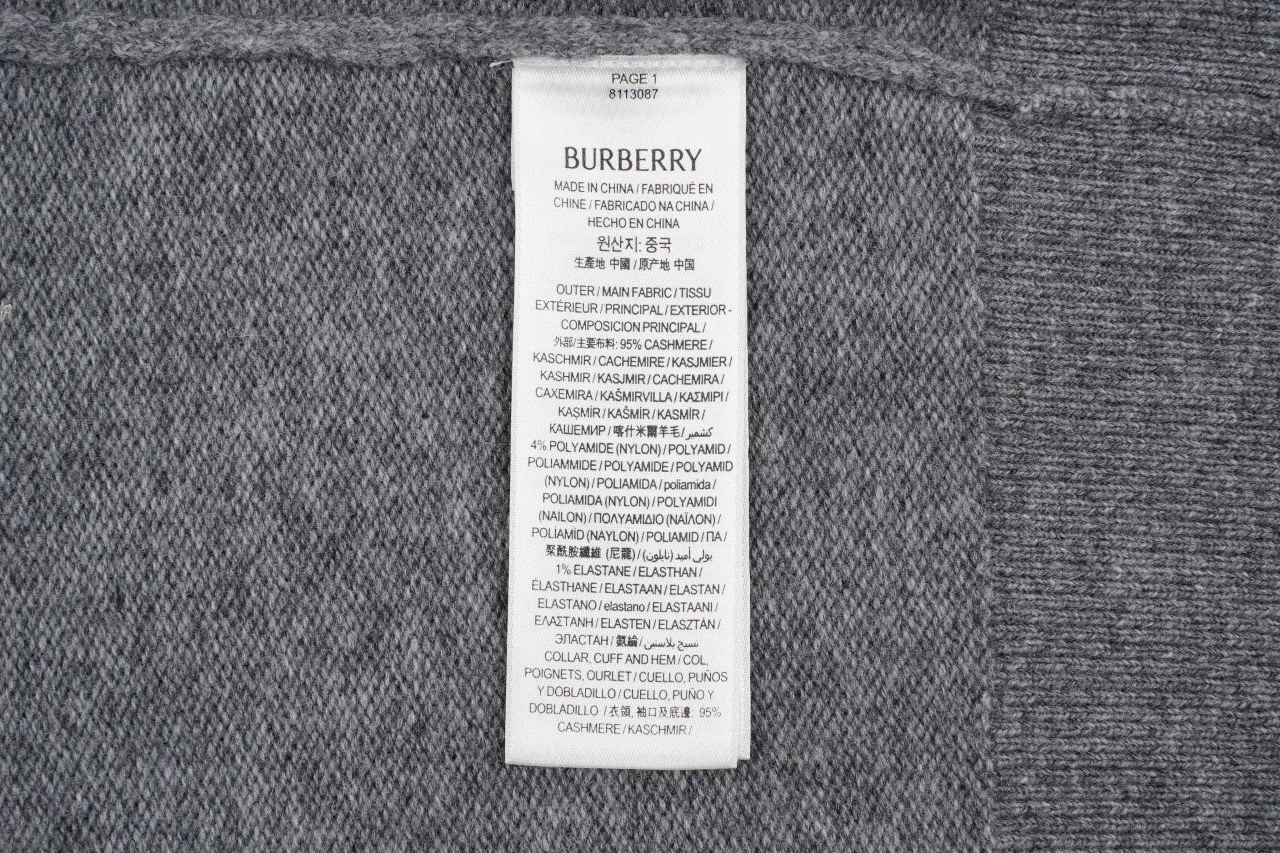 PAGE 1
8113087
BURBERRY
MADE IN CHINA / FABRIQUÉ EN
CHINE / FABRICADO NA CHINA /
HECHO EN CHINA
원산지: 중국
生產地 中國 / 原产地 中国
OUTER / MAIN FABRIC / TISSU
EXTÉRIEUR / PRINCIPAL / EXTERIOR -
COMPOSICION PRINCIPAL /
外部/主要布料: 95% CASHMERE /
KASCHMIR / CACHEMIRE / KASJMIER /
KASHMIR / KASJMIR / CACHEMIRA /
CAXEMIRA / KAŠMIRVILLA / ΚΑΣΜΙΡΙ /
KAŞMİR / KAŠMÍR / KASMÍR /
КАШЕМИР / 喀什米爾羊毛 / كشمير
4% POLYAMIDE (NYLON) / POLYAMID /
POLIAMMIDE / POLYAMIDE / POLYAMID
(NYLON) / POLIAMIDA / poliamida /
POLIAMIDA (NYLON) / POLYAMIDI
(NAILON) / ΠΟΛΥΑΜΙΔΙΟ (ΝΑΪΛΟΝ) /
POLIAMİD (NAYLON) / POLIAMID / ПА /
聚酰胺纖維 (尼龍) / بولي أميد (نايلون)
1% ELASTANE / ELASTHAN /
ÉLASTHANE / ELASTAAN / ELASTAN /
ELASTANO / elastano / ELASTAANI /
ΕΛΑΣΤΑΝΗ / ELASTEN / ELASZTÁN /
ЭЛАСТАН / 氨綸 / نسيج بلاستي
COLLAR, CUFF AND HEM / COL,
POIGNETS, OURLET / CUELLO, PUÑOS
Y DOBLADILLO / CUELLO, PUÑO Y
DOBLADILLO / 衣領, 袖口及底邊: 95%
CASHMERE / KASCHMIR /